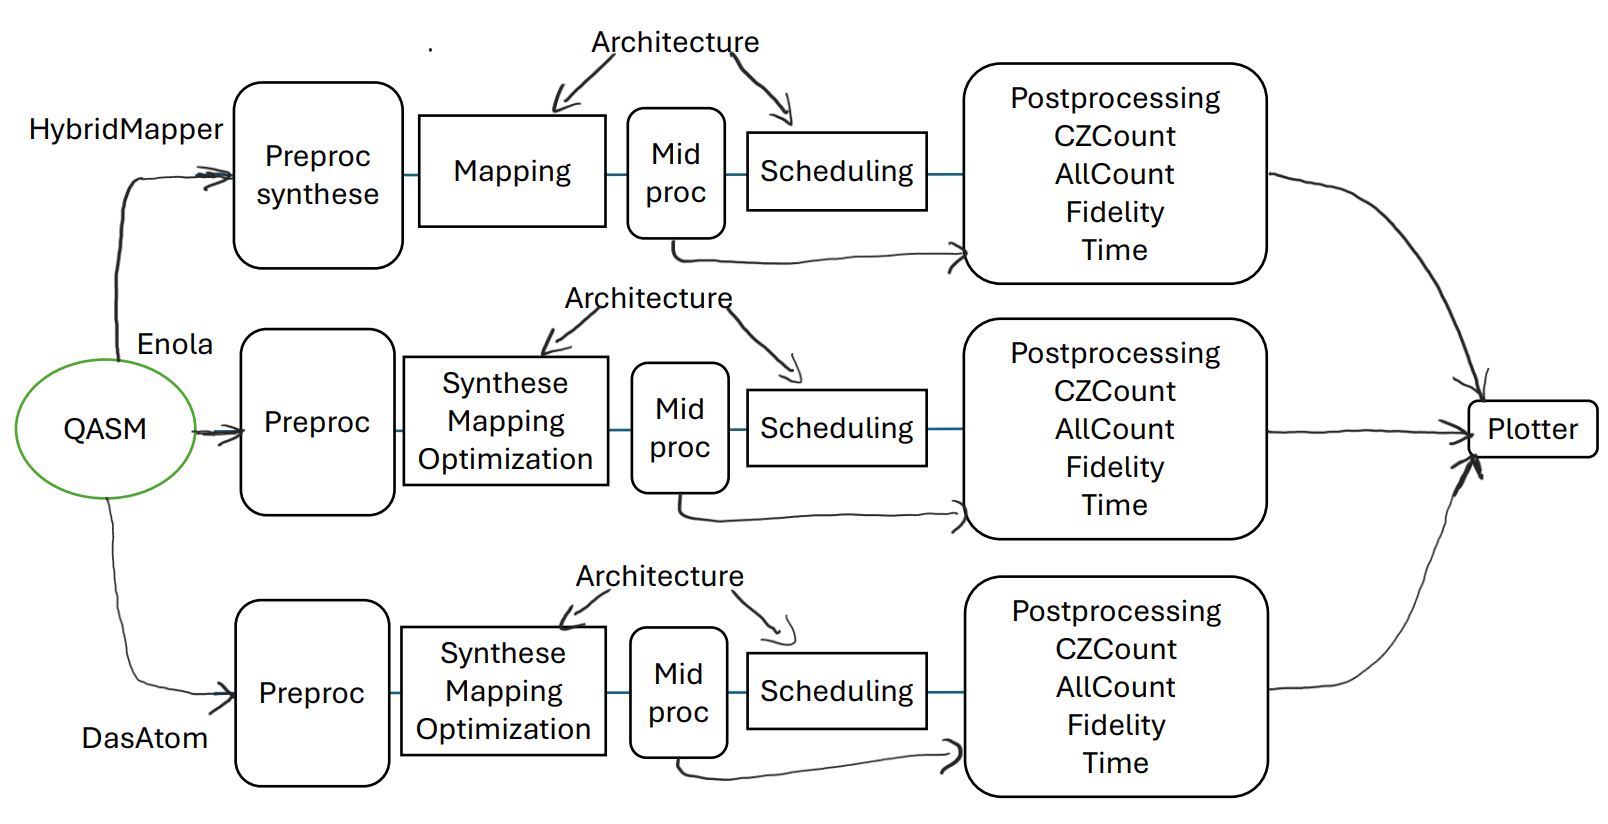 Architecture
HybridMapper
Preproc
synthese
Mapping
Mid
proc
Scheduling
Postprocessing
CZCount
AllCount
Fidelity
Time
Architecture
Enola
QASM
Preproc
Synthese
Mapping
Optimization
Mid
proc
Scheduling
Postprocessing
CZCount
AllCount
Fidelity
Time
Plotter
Architecture
DasAtom
Preproc
Synthese
Mapping
Optimization
Mid
proc
Scheduling
Postprocessing
CZCount
AllCount
Fidelity
Time